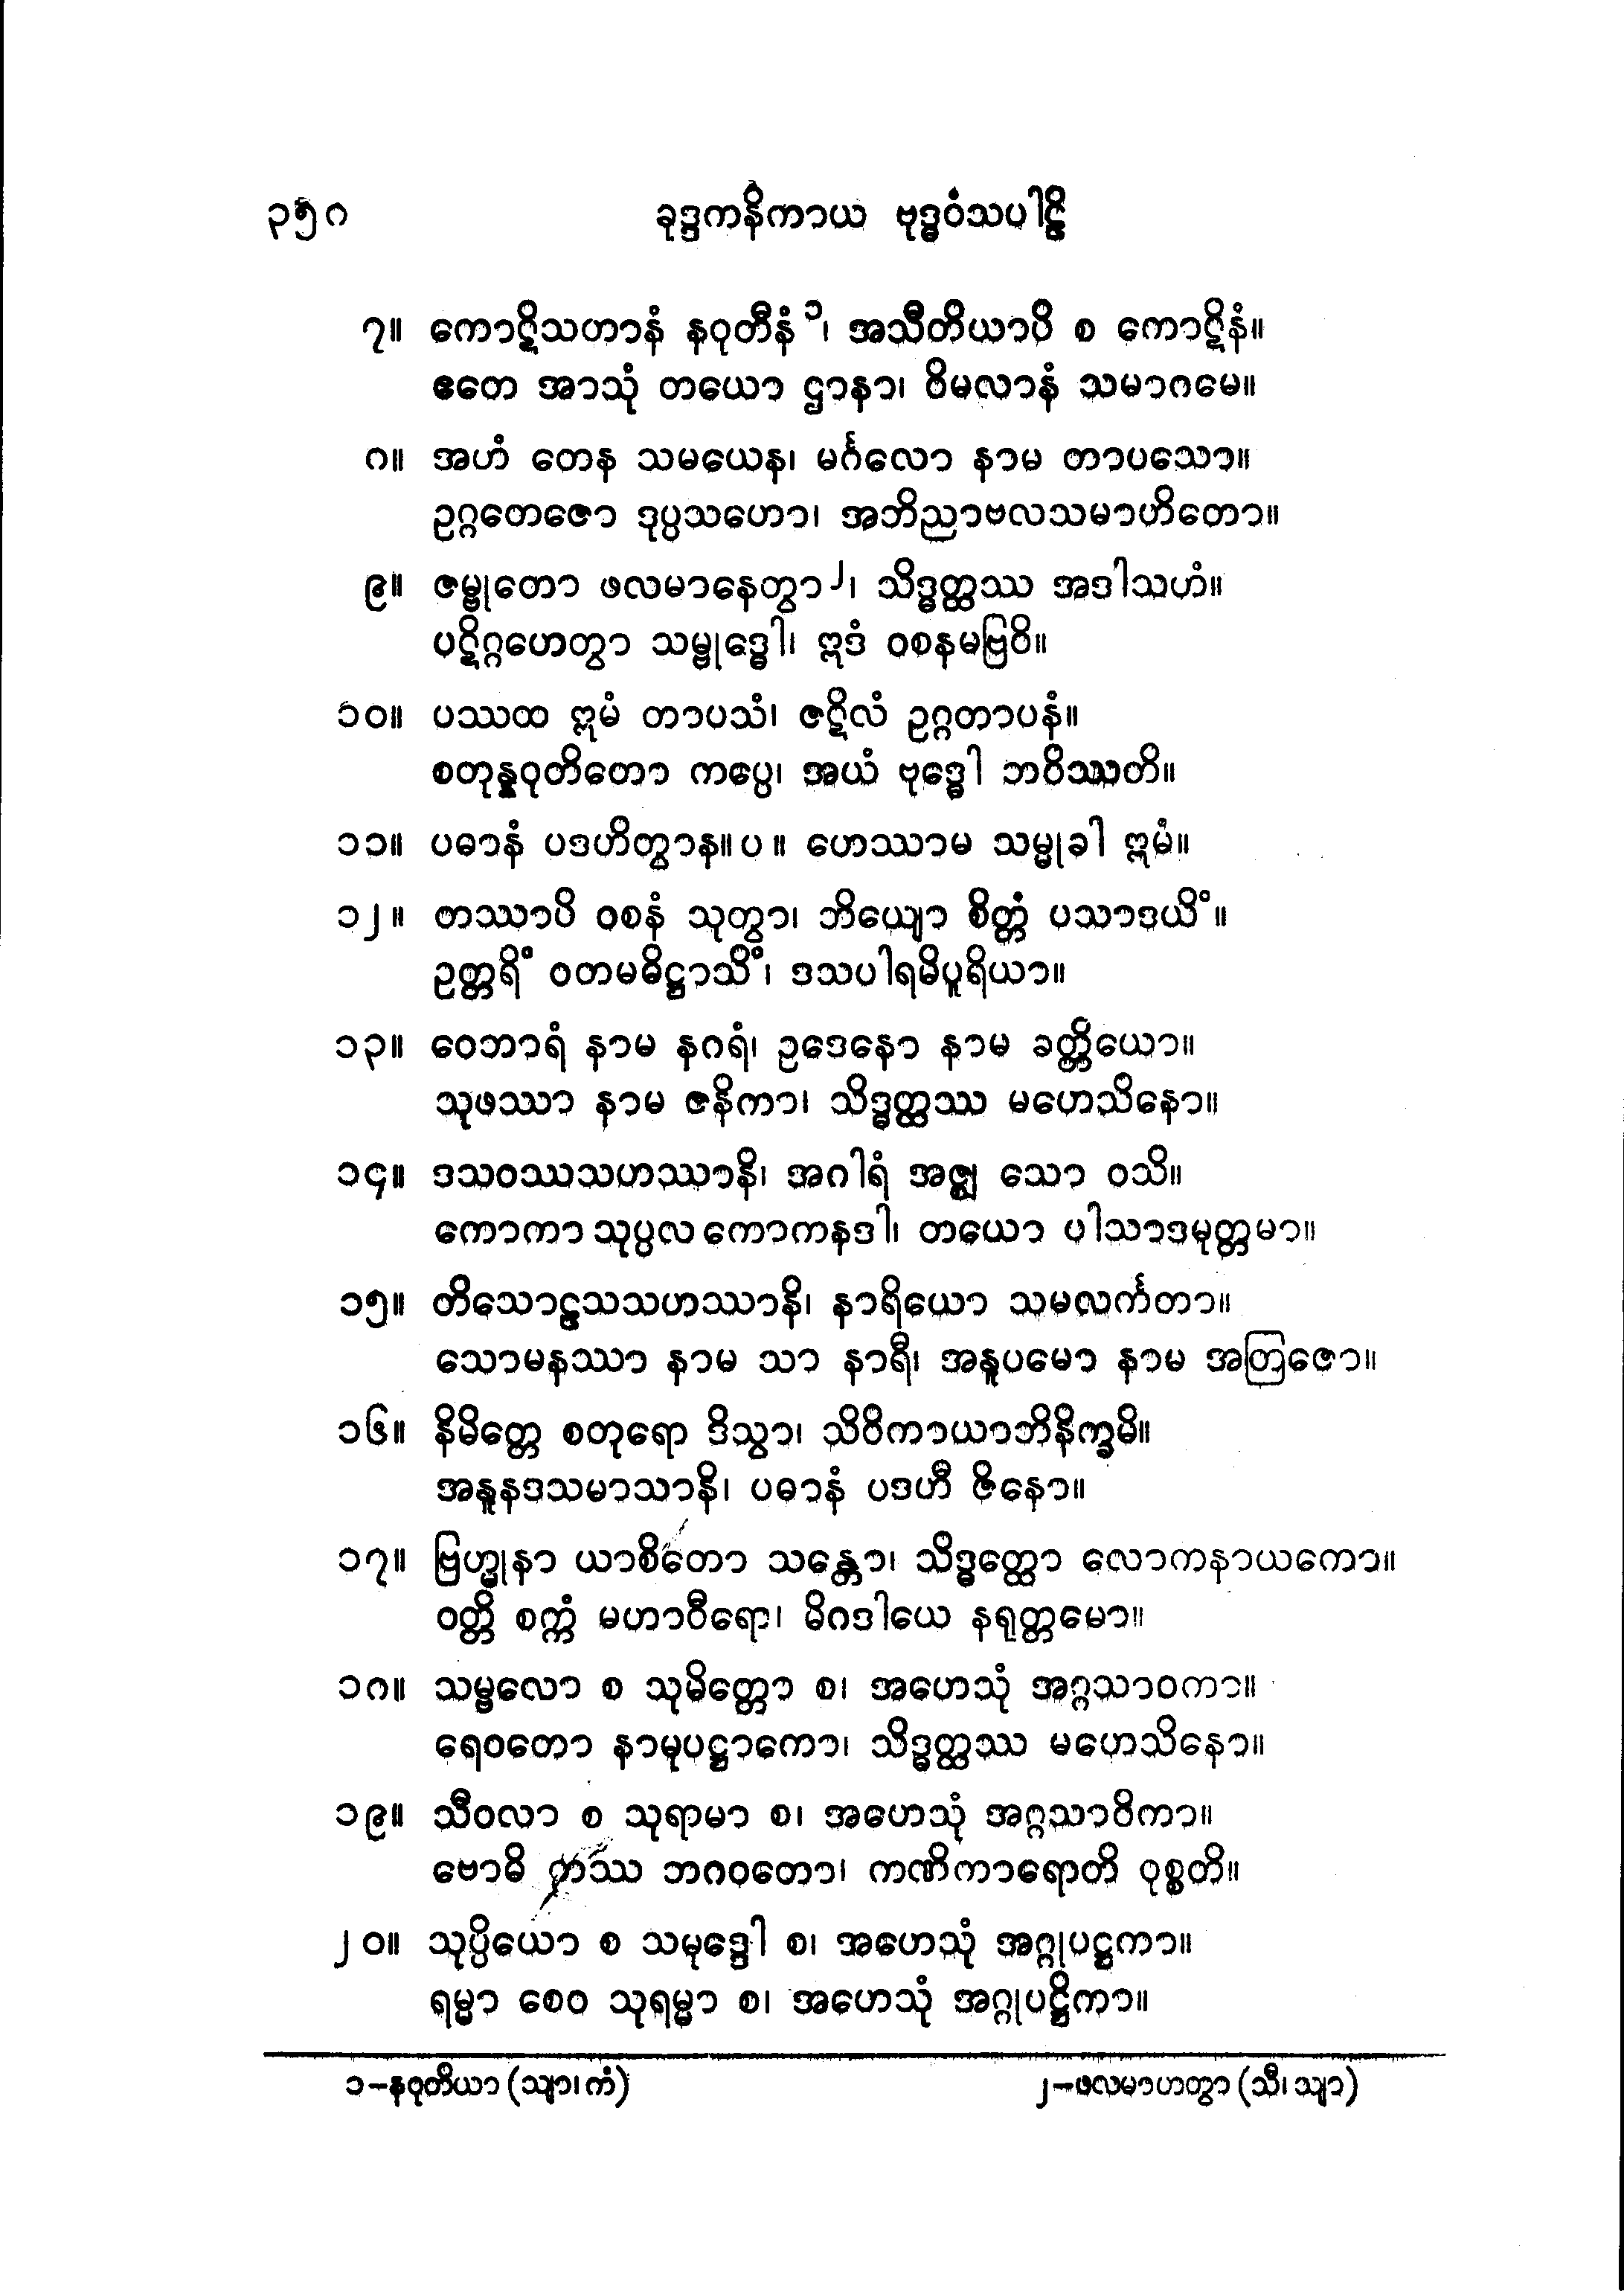 ၃၅၈ ခုဒ္ဒကနိကာယ ဗုဒ္ဓဝံသပါဠိ
၇။ ကောဋိသဟာနံ နဝုတီနံ ၁၊ အသီတိယာပိ စ ကောဋိနံ။
ဧတေ အာသုံ တယော ဌာနာ၊ ဝိမလာနံ သမာဂမေ။
၈။ အဟံ တေန သမယေန၊ မင်္ဂလော နာမ တာပသော။
ဥဂ္ဂတေဇော ဒုပ္ပသဟော၊ အဘိညာဗလသမာဟိတော။
၉။ ဇမ္ဗုတော ဖလမာနေတွာ ၂၊ သိဒ္ဓတ္ထဿ အဒါသဟံ။
ပဋိဂ္ဂဟေတွာ သမ္ဗုဒ္ဓေါ၊ ဣဒံ ဝစနမဗြဝိ။
၁၀။ ပဿထ ဣမံ တာပသံ၊ ဇဋိလံ ဥဂ္ဂတာပနံ။
စတုန္နဝုတိတော ကပ္ပေ၊ အယံ ဗုဒ္ဓေါ ဘဝိဿတိ။
၁၁။ ပဓာနံ ပဒဟိတွာန။ ပ ။ ဟေဿာမ သမ္မုခါ ဣမံ။
၁၂။ တဿာပိ ဝစနံ သုတွာ၊ ဘိယျော စိတ္တံ ပသာဒယိံ။
ဥတ္တရိံ ဝတမဓိဋ္ဌာသိံ၊ ဒသပါရမိပူရိယာ။
၁၃။ ဝေဘာရံ နာမ နဂရံ၊ ဥဒေနော နာမ ခတ္တိယော။
သုဖဿာ နာမ ဇနိကာ၊ သိဒ္ဓတ္ထဿ မဟေသိနော။
၁၄။ ဒသဝဿသဟဿာနိ၊ အဂါရံ အဇ္ဈ သော ဝသိ။
ကောကာ သုပ္ပလ ကောကနဒါ၊ တယော ပါသာဒမုတ္တမာ။
၁၅။ တိသောဠသသဟဿာနိ၊ နာရိယော သမလင်္ကတာ။
သောမနဿာ နာမ သာ နာရီ၊ အနူပမော နာမ အတြဇော။
၁၆။ နိမိတ္တေ စတုရော ဒိသွာ၊ သိဝိကာယာဘိနိက္ခမိ။
အနူနဒသမာသာနိ၊ ပဓာနံ ပဒဟီ ဇိနော။
၁၇။ ဗြဟ္မုနာ ယာစိတော သန္တော၊ သိဒ္ဓတ္ထော လောကနာယကော။
ဝတ္တိ စက္ကံ မဟာဝီရော၊ မိဂဒါယေ နရုတ္တမော။
၁၈။ သမ္ဗလော စ သုမိတ္တော စ၊ အဟေသုံ အဂ္ဂသာဝကာ။
ရေဝတော နာမုပဋ္ဌာကော၊ သိဒ္ဓတ္ထဿ မဟေသိနော။
၁၉။ သီဝလာ စ သုရာမာ စ၊ အဟေသုံ အဂ္ဂသာဝိကာ။
ဗောဓိ တဿ ဘဂဝတော၊ ကဏိကာရောတိ ဝုစ္စတိ။
၂၀။ သုပ္ပိယော စ သမုဒ္ဒေါ စ၊ အဟေသုံ အဂ္ဂုပဋ္ဌကာ။
ရမ္မာ စေဝ သုရမ္မာ စ၊ အဟေသုံ အဂ္ဂုပဋ္ဌိကာ။
၁-နဝုတိယာ (သျာ၊ ကံ) ၂-ဖလမာဟတွာ (သီ၊ သျာ)